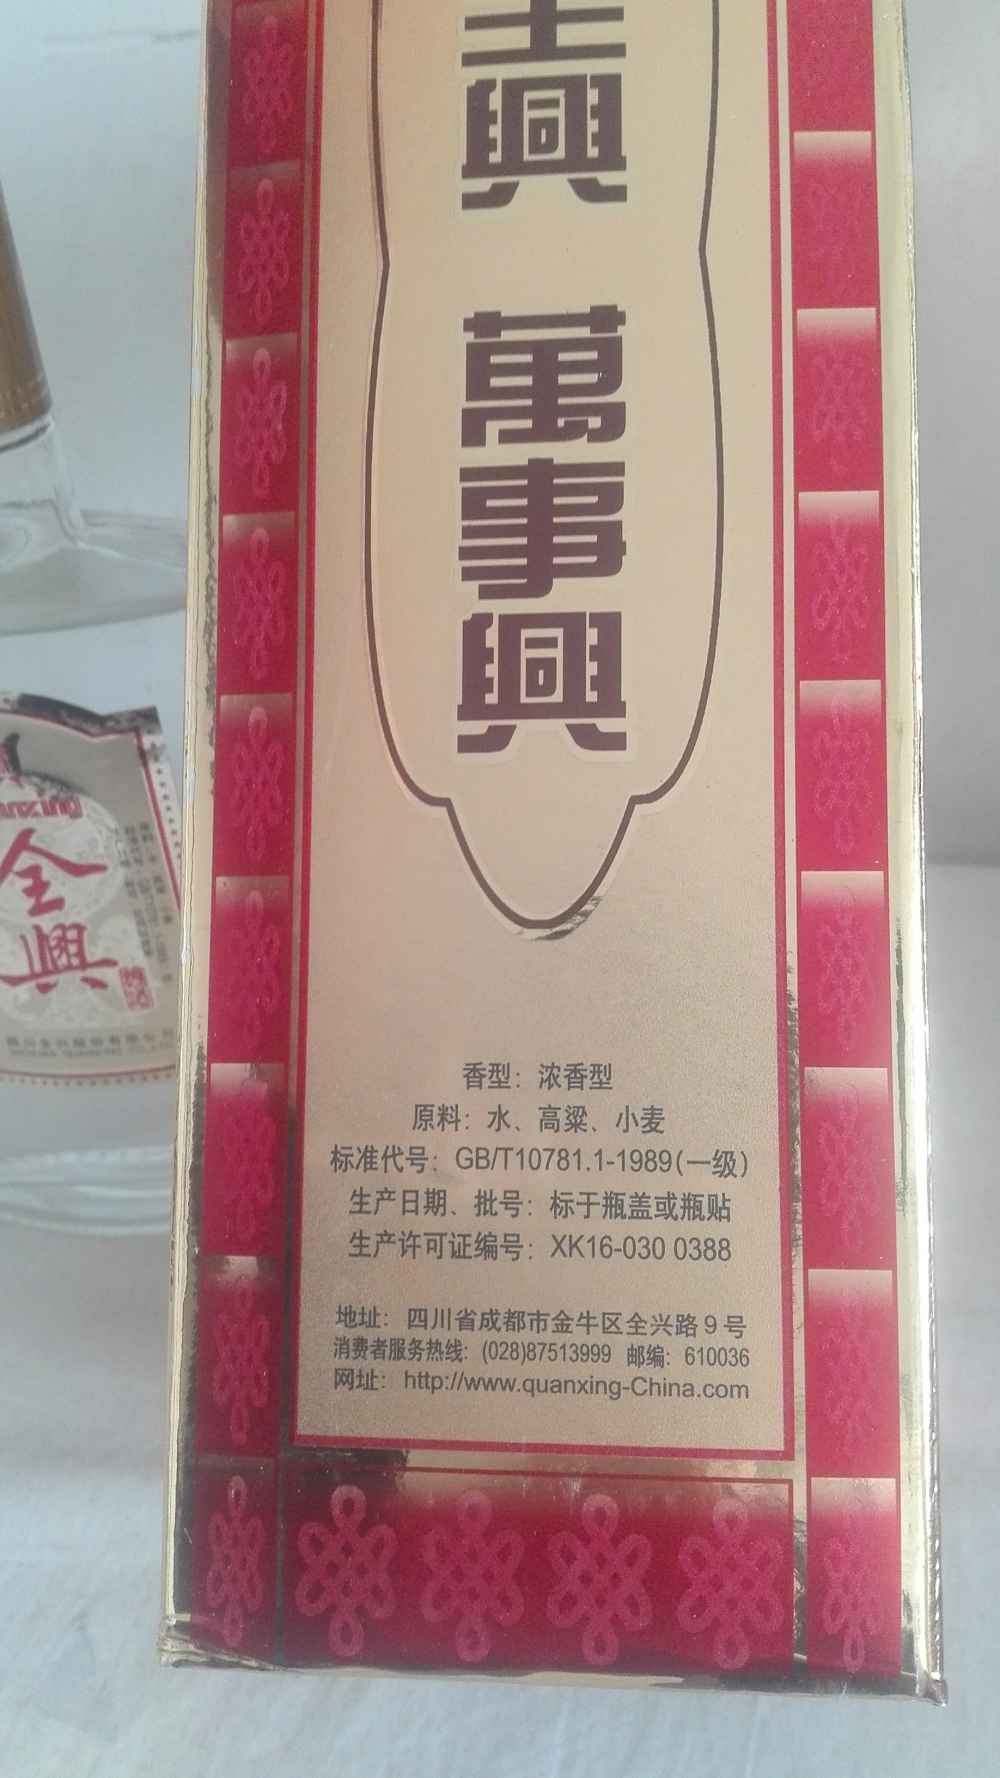 興
萬事興
香型：浓香型
原料：水、高粱、小麦
标准代号：GB/T10781.1-1989(一级)
生产日期、批号：标于瓶盖或瓶贴
生产许可证编号：XK16-030 0388
地址：四川省成都市金牛区全兴路9号
消费者服务热线：(028)87513999 邮编：610036
网址：http://www.quanxing-China.com
全興